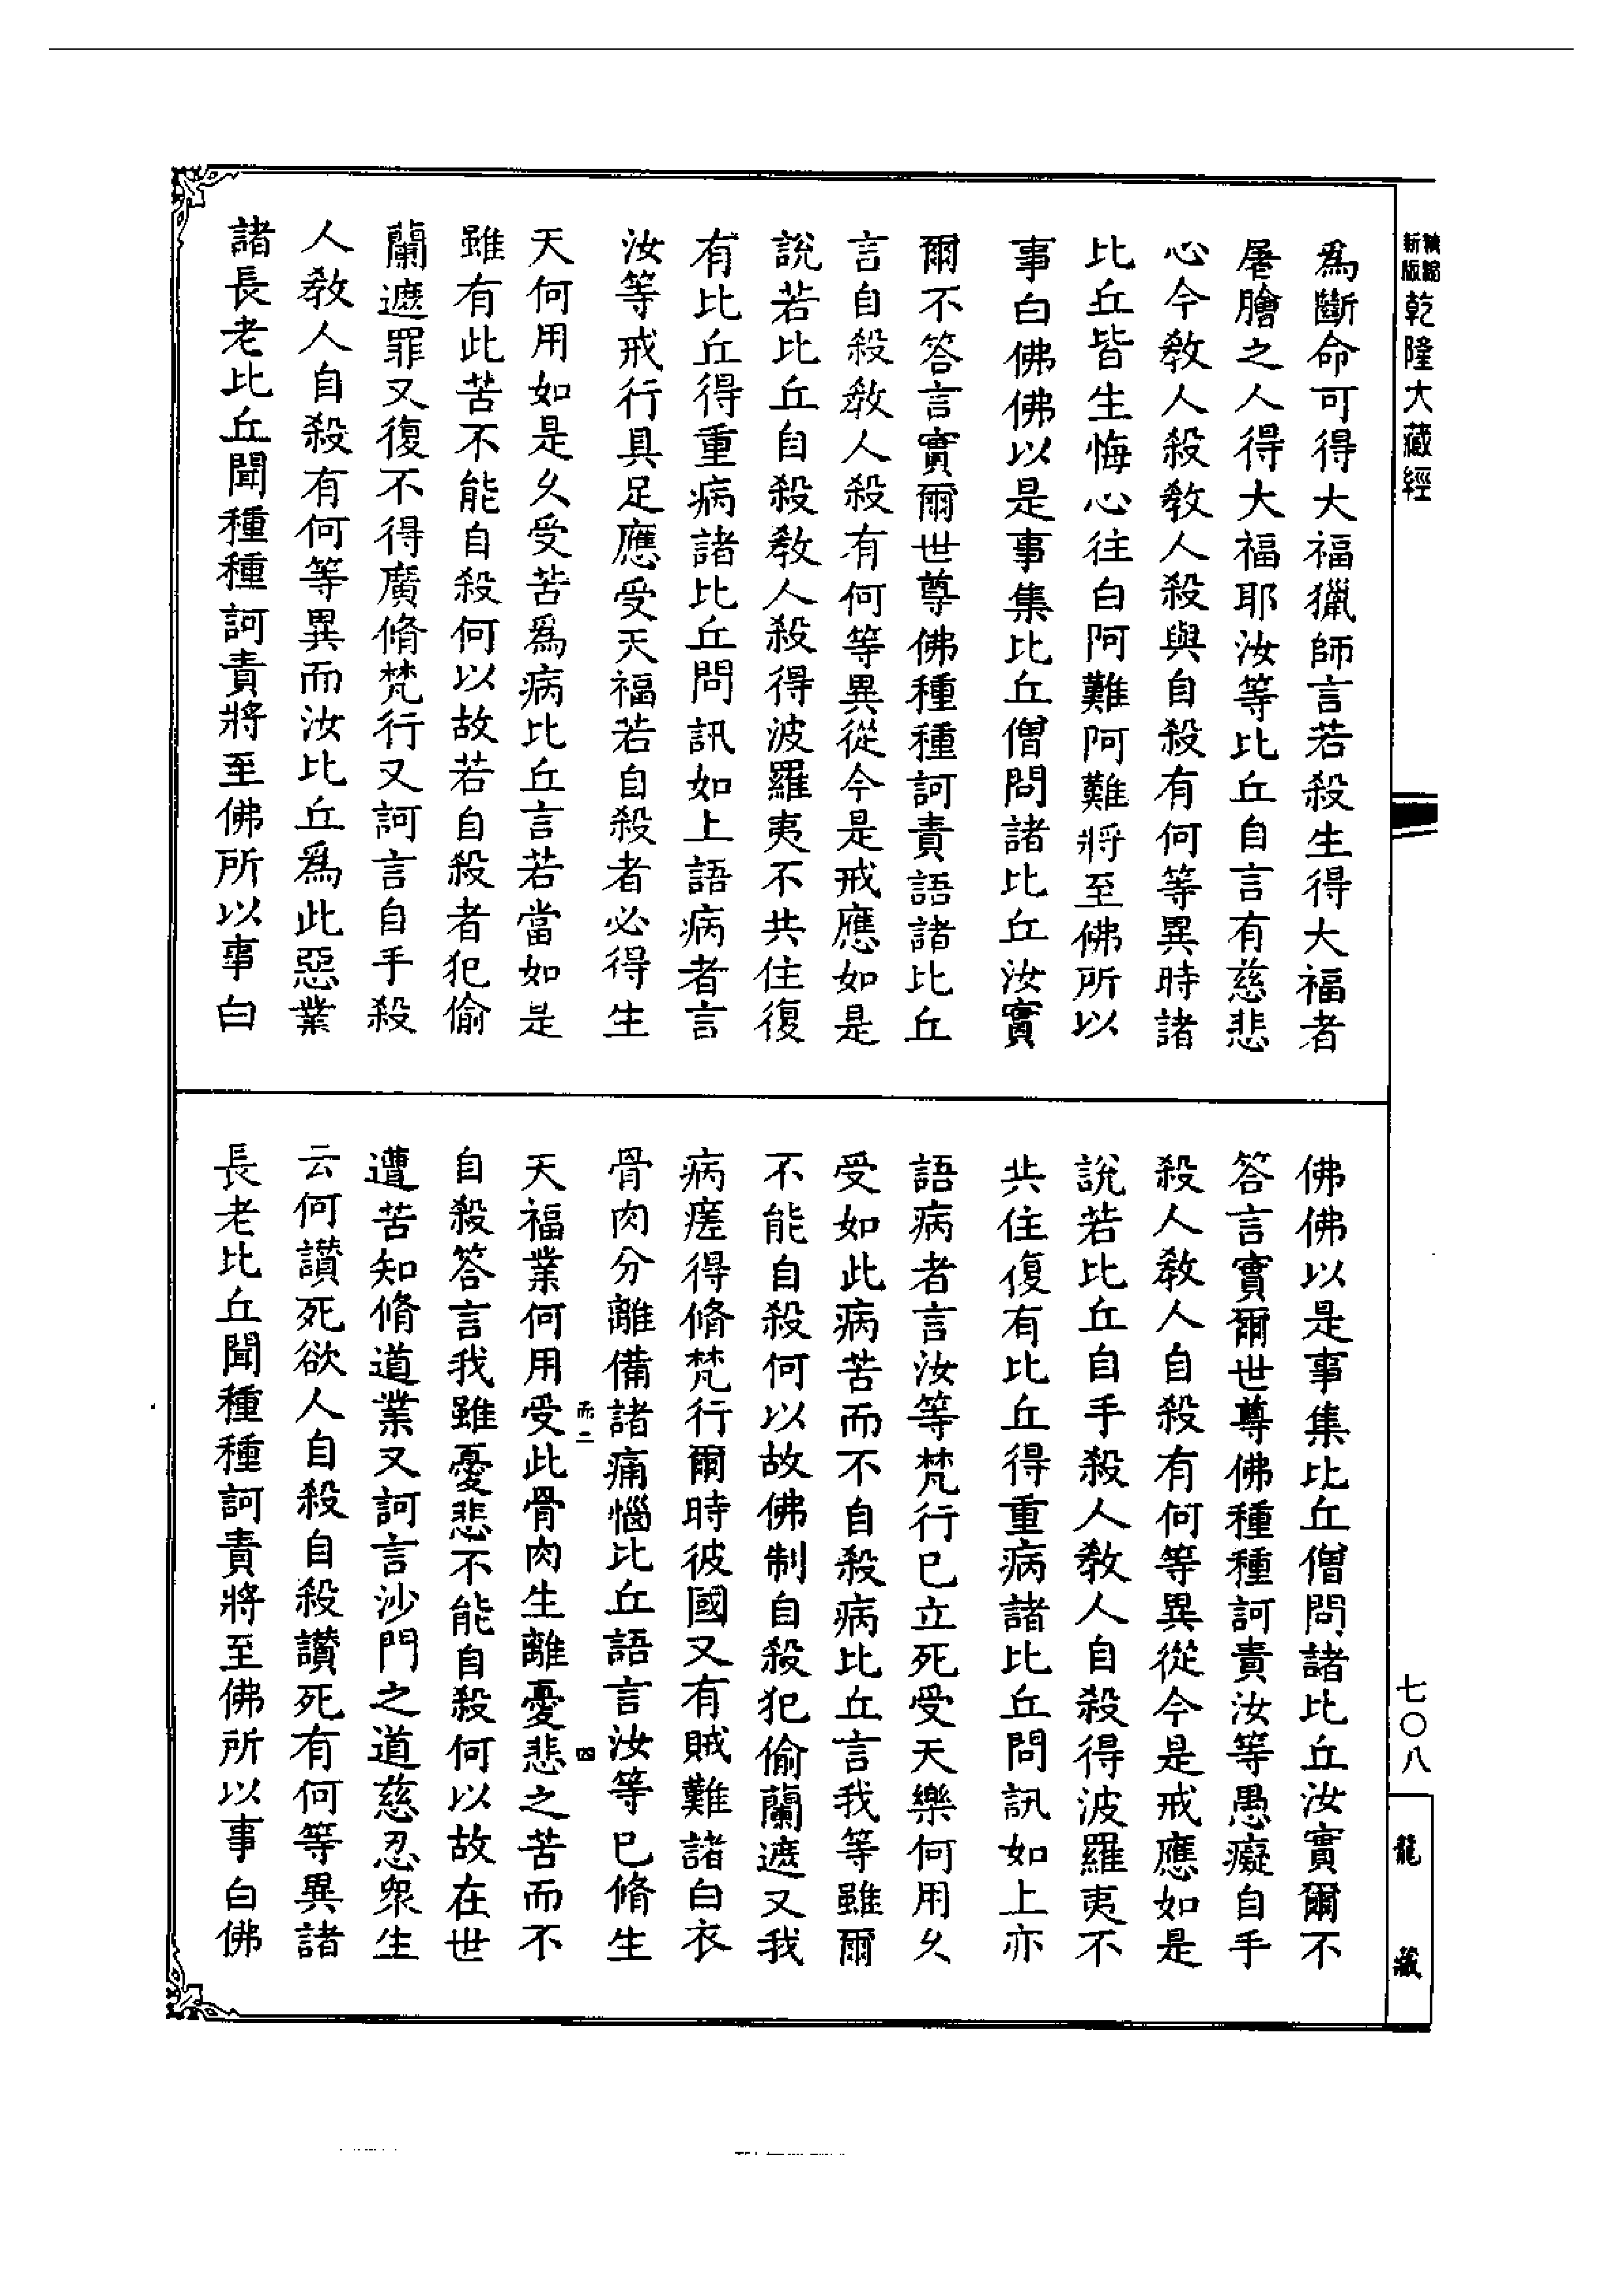 新版
乾隆大藏經
為斷命可得大福獵師言若殺生得大福者
屠膾之人得大福耶汝等比丘自言有慈悲
心今教人殺教人殺與自殺有何等異時諸
比丘皆生悔心往白阿難阿難將至佛所以
事白佛佛以是事集比丘僧問諸比丘汝實
爾不答言實爾世尊佛種種訶責語諸比丘
言自殺教人殺有何等異從今是戒應如是
說若比丘自殺教人殺得波羅夷不共住復
有比丘得重病諸比丘問訊如上語病者言
汝等戒行具足應受天福若自殺者必得生
天何用如是久受苦為病比丘言若當如是
雖有此苦不能自殺何以故若自殺者犯偷
蘭遮罪又復不得廣脩梵行又訶言自手殺
人教人自殺有何等異而汝比丘為此惡業
諸長老比丘聞種種訶責將至佛所以事白
佛佛以是事集比丘僧問諸比丘汝實爾不
答言實爾世尊佛種種訶責汝等愚癡自手
殺人教人自殺有何等異從今是戒應如是
說若比丘自手殺人教人自殺得波羅夷不
共住復有比丘得重病諸比丘問訊如上亦
語病者言汝等梵行已立死受天樂何用久
受如此病苦而不自殺病比丘言我等雖爾
不能自殺何以故佛制自殺犯偷蘭遮又我
病瘥得脩梵行爾時彼國又有賊難諸白衣
骨肉分離備諸痛惱比丘語言汝等已脩生
而二 四
天福業何用受此骨肉生離憂悲之苦而不
自殺答言我雖憂悲不能自殺何以故在世
遭苦知脩道業又訶言沙門之道慈忍眾生
云何讚死欲人自殺自殺讚死有何等異諸
長老比丘聞種種訶責將至佛所以事白佛
七〇八
龍藏